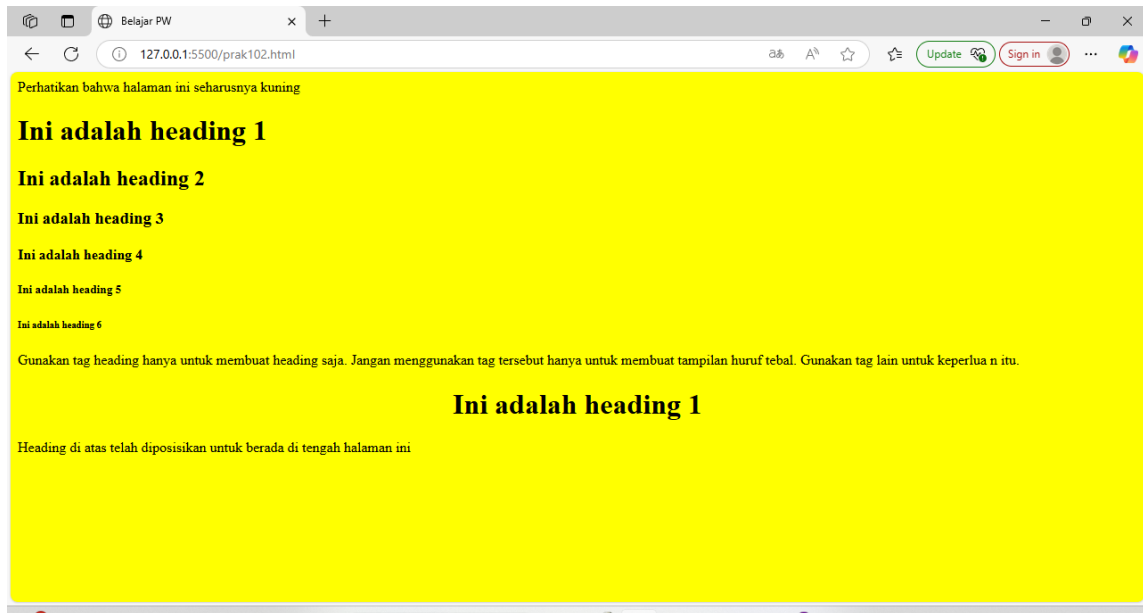 Belajar PW
127.0.0.1:5500/prak102.html
Update
Sign in
Perhatikan bahwa halaman ini seharusnya kuning
Ini adalah heading 1
Ini adalah heading 2
Ini adalah heading 3
Ini adalah heading 4
Ini adalah heading 5
Ini adalah heading 6
Gunakan tag heading hanya untuk membuat heading saja. Jangan menggunakan tag tersebut hanya untuk membuat tampilan huruf tebal. Gunakan tag lain untuk keperlua n itu.
Ini adalah heading 1
Heading di atas telah diposisikan untuk berada di tengah halaman ini